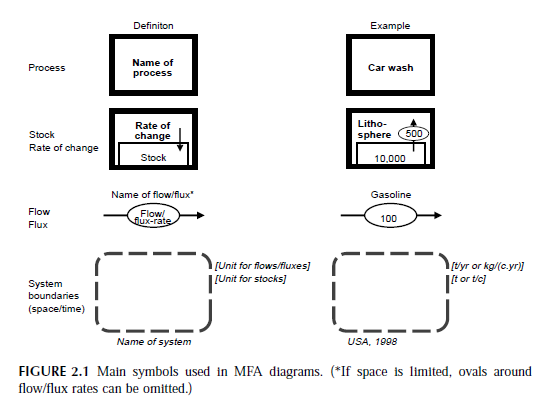 Definiton
Example
Process
Name of
process
Car wash
Stock
Rate of change
Rate of
change
Stock
Litho-
sphere
500
10,000
Flow
Flux
Name of flow/flux*
Flow/
flux-rate
Gasoline
100
System
boundaries
(space/time)
[Unit for flows/fluxes]
[Unit for stocks]
Name of system
[t/yr or kg/(c.yr)]
[t or t/c]
USA, 1998
FIGURE 2.1 Main symbols used in MFA diagrams. (*If space is limited, ovals around
flow/flux rates can be omitted.)